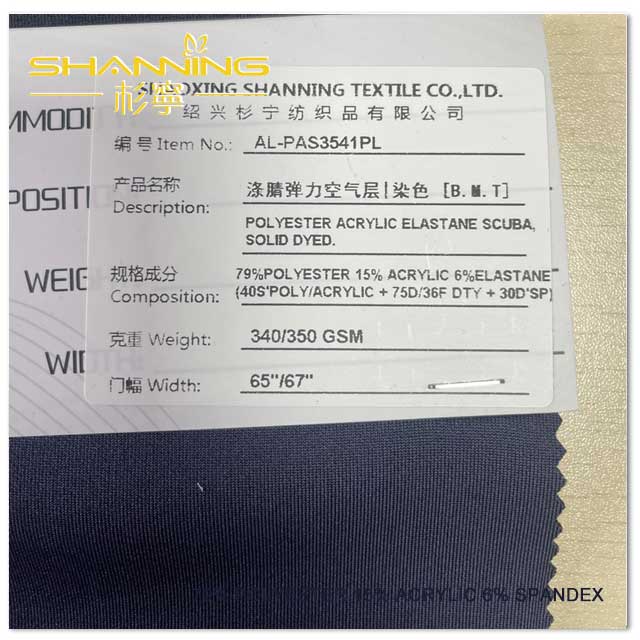 SHANNING
杉寧
SHAOXING SHANNING TEXTILE CO.,LTD.
绍兴杉宁纺织品有限公司
MMODIT
编号 Item No.: AL-PAS3541PL
POSITI
产品名称 涤腈弹力空气层|染色 [B.M.T]
Description: POLYESTER ACRYLIC ELASTANE SCUBA,
SOLID DYED.
WEIG
规格成分 79%POLYESTER 15% ACRYLIC 6%ELASTANE
Composition: (40S'POLY/ACRYLIC + 75D/36F DTY + 30D'SP)
克重 Weight: 340/350 GSM
WIDTH:
门幅 Width: 65"/67"
15% ACRYLIC 6% SPANDEX